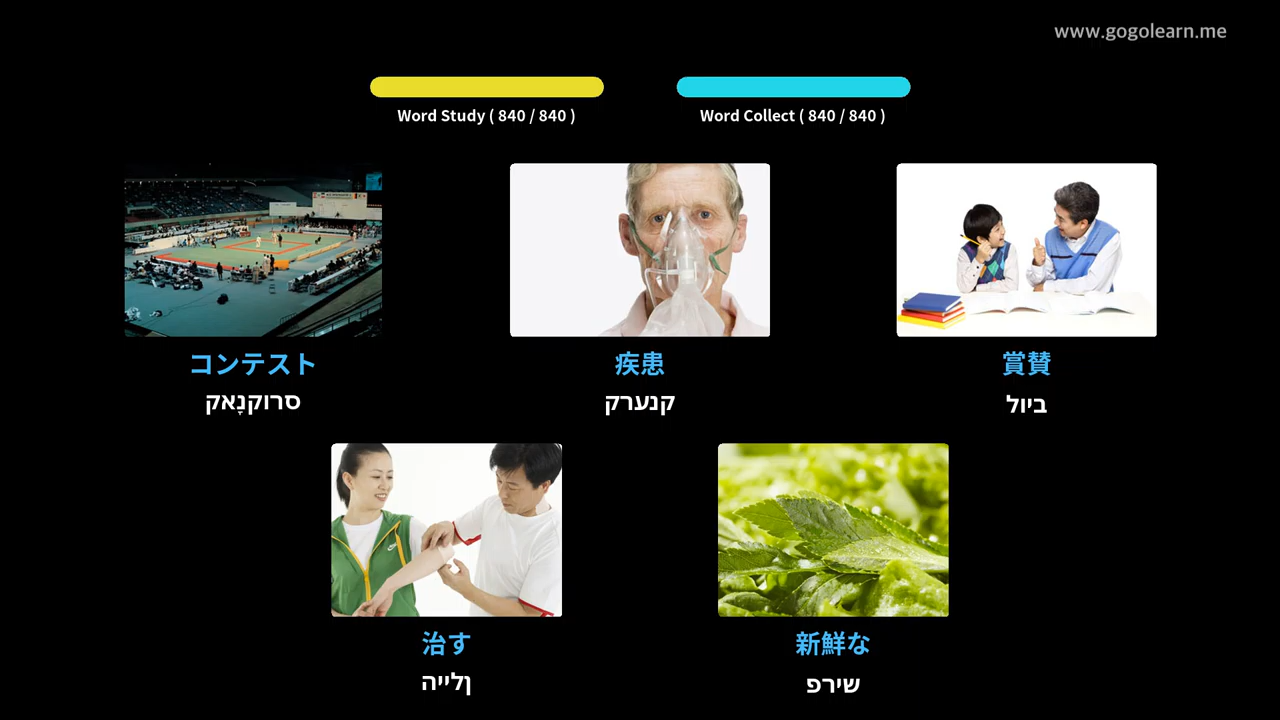 www.gogolearn.me
Word Study ( 840 / 840 )
Word Collect ( 840 / 840 )
コンテスト
סרוקנָאק
疾患
קנערק
賞賛
ביול
治す
ןלייה
新鮮な
שירפ